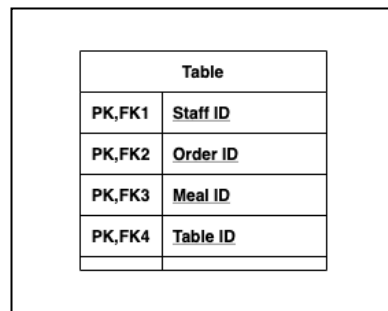 Table
PK,FK1 Staff ID
PK,FK2 Order ID
PK,FK3 Meal ID
PK,FK4 Table ID